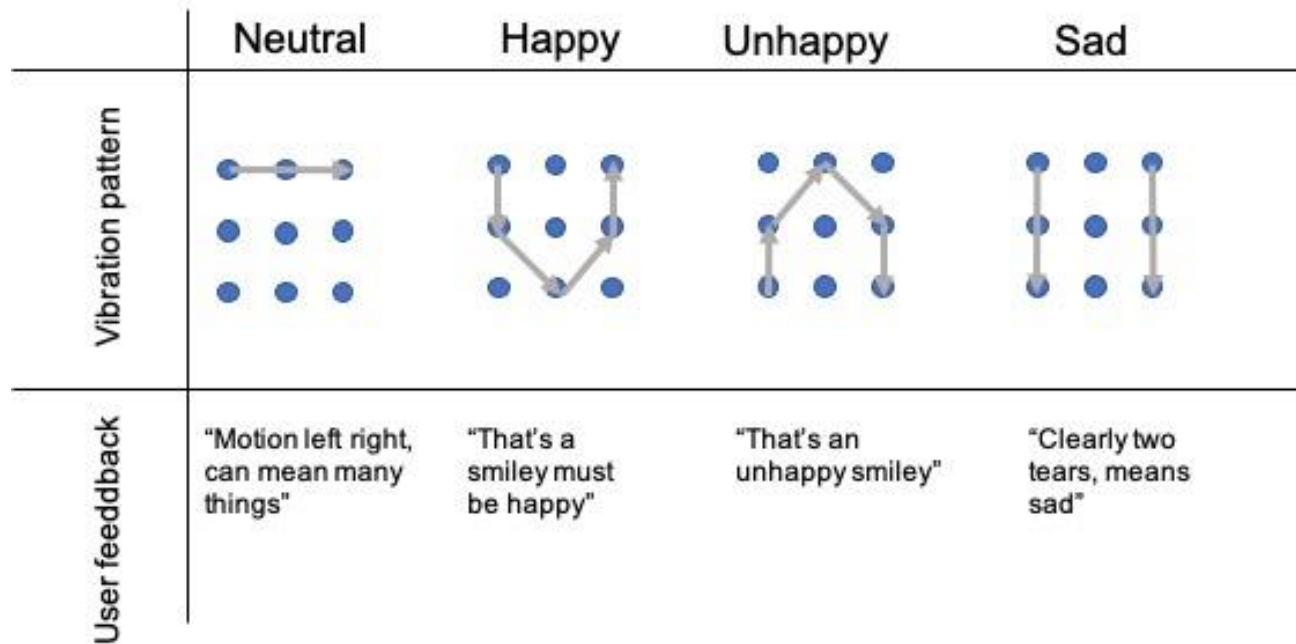 Neutral
Happy
Unhappy
Sad
Vibration pattern
User feeddback
“Motion left right,
can mean many
things”
“That’s a
smiley must
be happy”
“That’s an
unhappy smiley”
“Clearly two
tears, means
sad”